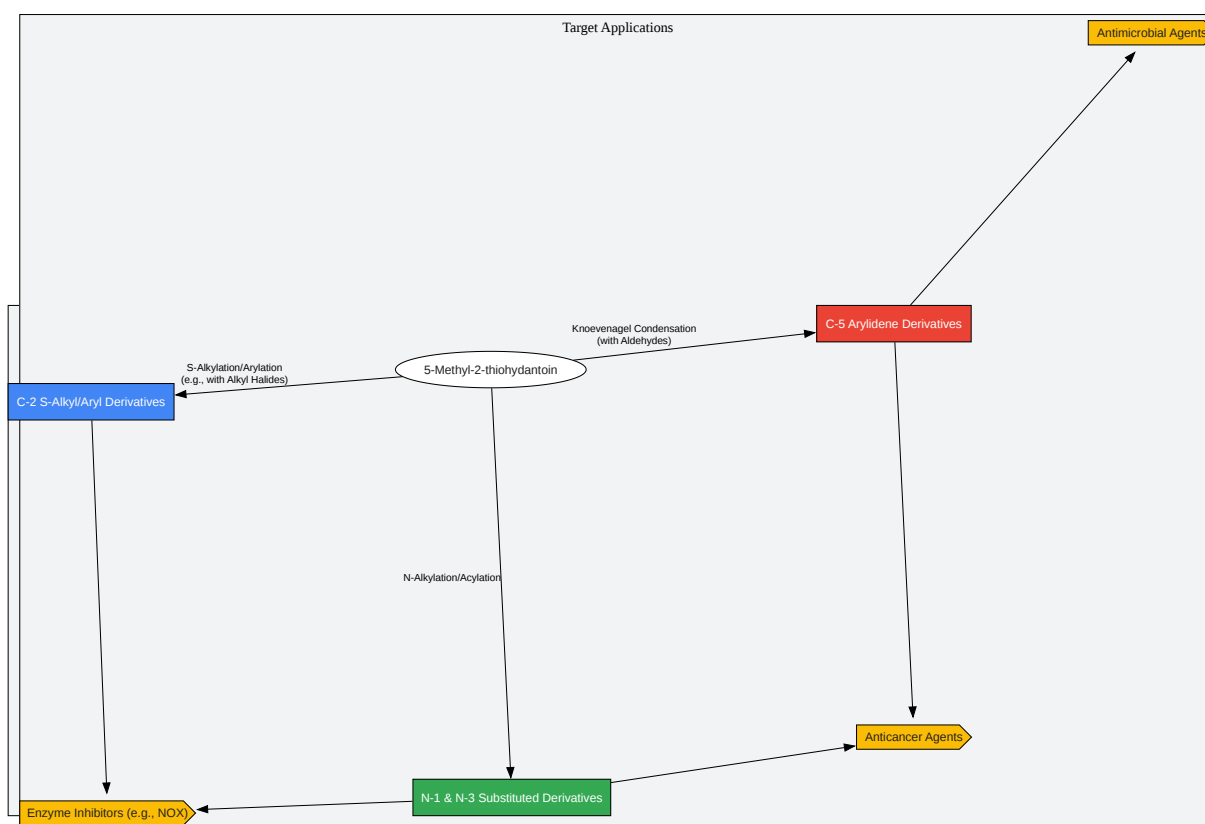 Target Applications
Antimicrobial Agents
Knoevenagel Condensation
(with Aldehydes)
C-5 Arylidene Derivatives
S-Alkylation/Arylation
(e.g., with Alkyl Halides)
5-Methyl-2-thiohydantoin
C-2 S-Alkyl/Aryl Derivatives
N-Alkylation/Acylation
Anticancer Agents
N-1 & N-3 Substituted Derivatives
Enzyme Inhibitors (e.g., NOX)